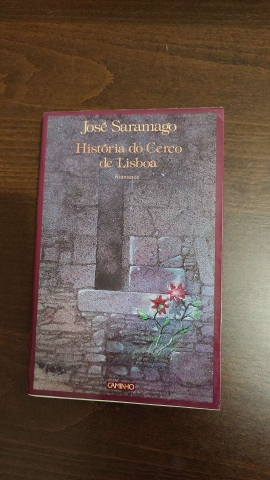 José Saramago
História do Cerco
de Lisboa
Romance
CAMINHO